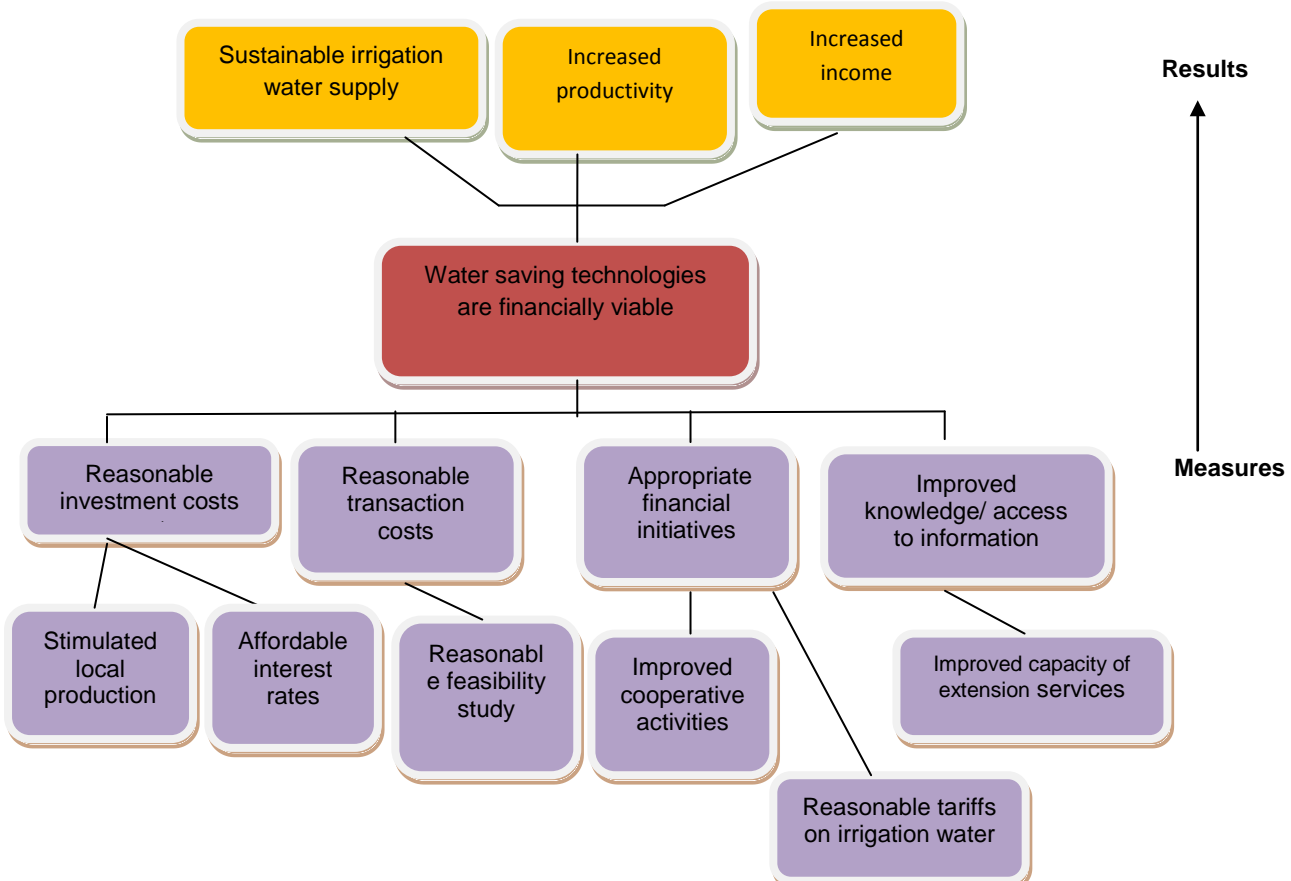 Sustainable irrigation
water supply
Increased
productivity
Increased
income
Results
Water saving technologies
are financially viable
Measures
Reasonable
investment costs
Reasonable
transaction
costs
Appropriate
financial
initiatives
Improved
knowledge/ access
to information
Stimulated
local
production
Affordable
interest
rates
Reasonabl
e feasibility
study
Improved
cooperative
activities
Improved capacity of
extension services
Reasonable tariffs
on irrigation water